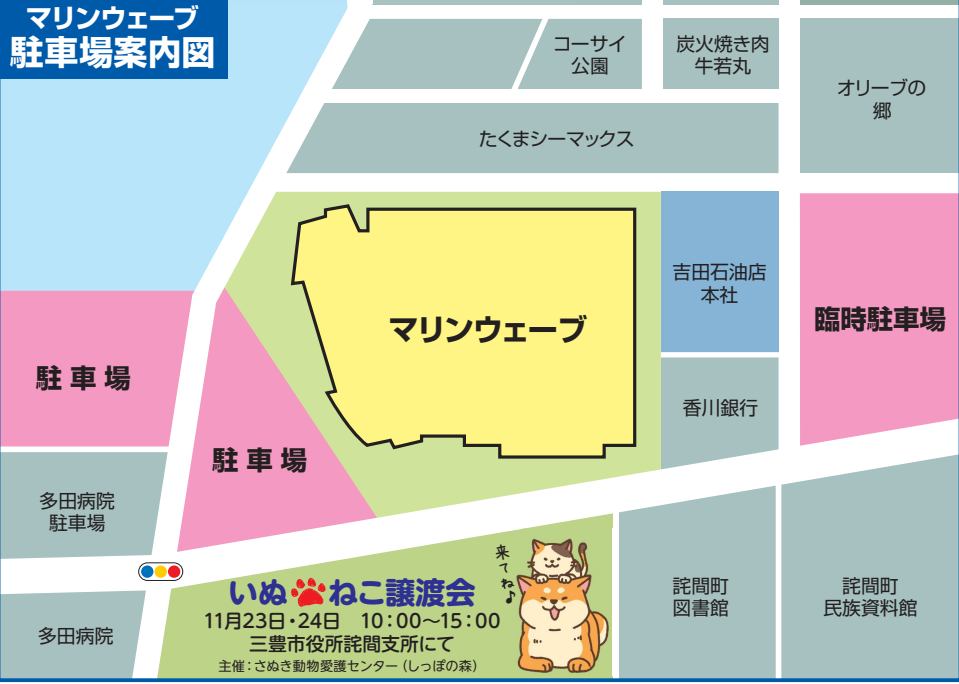 マリンウェーブ
駐車場案内図
コーサイ
公園
炭火焼き肉
牛若丸
オリーブの
郷
たくまシーマックス
吉田石油店
本社
マリンウェーブ
臨時駐車場
駐車場
香川銀行
駐車場
多田病院
駐車場
来てね♪
いぬ ねこ譲渡会
11月23日・24日 10:00～15:00
三豊市役所詫間支所にて
主催：さぬき動物愛護センター（しっぽの森）
詫間町
図書館
詫間町
民族資料館
多田病院